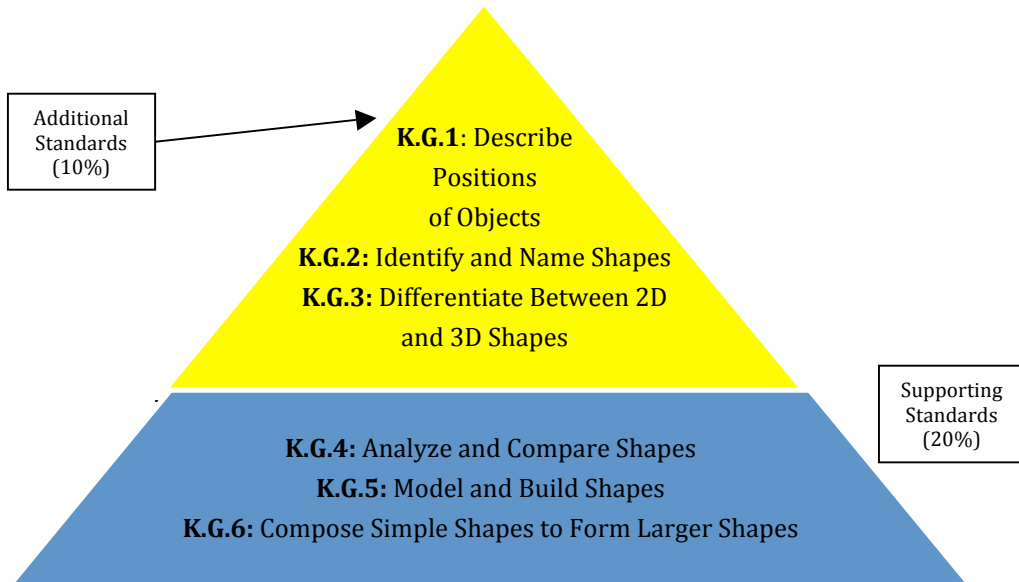 Additional
Standards
(10%)
K.G.1: Describe
Positions
of Objects
K.G.2: Identify and Name Shapes
K.G.3: Differentiate Between 2D
and 3D Shapes
Supporting
Standards
(20%)
K.G.4: Analyze and Compare Shapes
K.G.5: Model and Build Shapes
K.G.6: Compose Simple Shapes to Form Larger Shapes